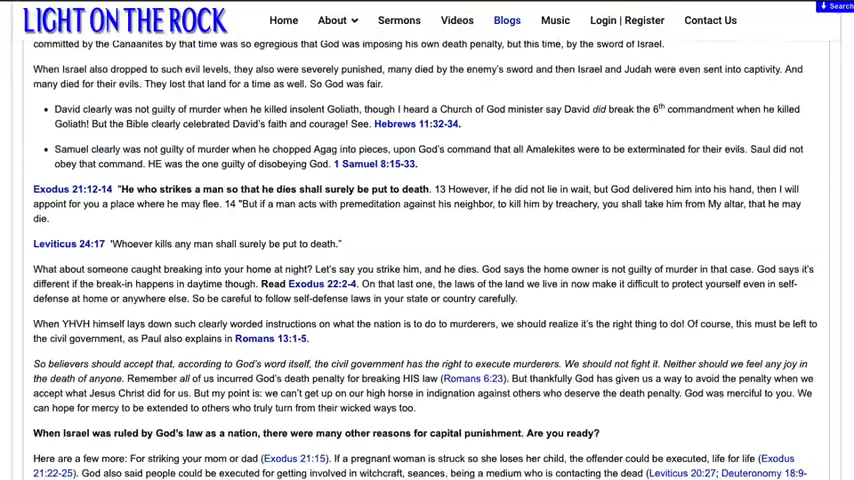 Search
LIGHT ON THE ROCK
Home About Sermons Videos Blogs Music Login | Register Contact Us
committed by the Canaanites by that time was so egregious that God was imposing his own death penalty, but this time, by the sword of Israel.
When Israel also dropped to such evil levels, they also were severely punished, many died by the enemy's sword and then Israel and Judah were even sent into captivity. And
many died for their evils. They lost that land for a time as well. So God was fair.
• David clearly was not guilty of murder when he killed insolent Goliath, though I heard a Church of God minister say David did break the 6th commandment when he killed
Goliath! But the Bible clearly celebrated David's faith and courage! See. Hebrews 11:32-34.
• Samuel clearly was not guilty of murder when he chopped Agag into pieces, upon God's command that all Amalekites were to be exterminated for their evils. Saul did not
obey that command. HE was the one guilty of disobeying God. 1 Samuel 8:15-33.
Exodus 21:12-14 "He who strikes a man so that he dies shall surely be put to death. 13 However, if he did not lie in wait, but God delivered him into his hand, then I will
appoint for you a place where he may flee. 14 "But if a man acts with premeditation against his neighbor, to kill him by treachery, you shall take him from My altar, that he may
die.
Leviticus 24:17 'Whoever kills any man shall surely be put to death."
What about someone caught breaking into your home at night? Let's say you strike him, and he dies. God says the home owner is not guilty of murder in that case. God says it's
different if the break-in happens in daytime though. Read Exodus 22:2-4. On that last one, the laws of the land we live in now make it difficult to protect yourself even in self-
defense at home or anywhere else. So be careful to follow self-defense laws in your state or country carefully.
When YHVH himself lays down such clearly worded instructions on what the nation is to do to murderers, we should realize it's the right thing to do! Of course, this must be left to
the civil government, as Paul also explains in Romans 13:1-5.
So believers should accept that, according to God's word itself, the civil government has the right to execute murderers. We should not fight it. Neither should we feel any joy in
the death of anyone. Remember all of us incurred God's death penalty for breaking HIS law (Romans 6:23). But thankfully God has given us a way to avoid the penalty when we
accept what Jesus Christ did for us. But my point is: we can't get up on our high horse in indignation against others who deserve the death penalty. God was merciful to you. We
can hope for mercy to be extended to others who truly turn from their wicked ways too.
When Israel was ruled by God's law as a nation, there were many other reasons for capital punishment. Are you ready?
Here are a few more: For striking your mom or dad (Exodus 21:15). If a pregnant woman is struck so she loses her child, the offender could be executed, life for life (Exodus
21:22-25). God also said people could be executed for getting involved in witchcraft, seances, being a medium who is contacting the dead (Leviticus 20:27; Deuteronomy 18:9-